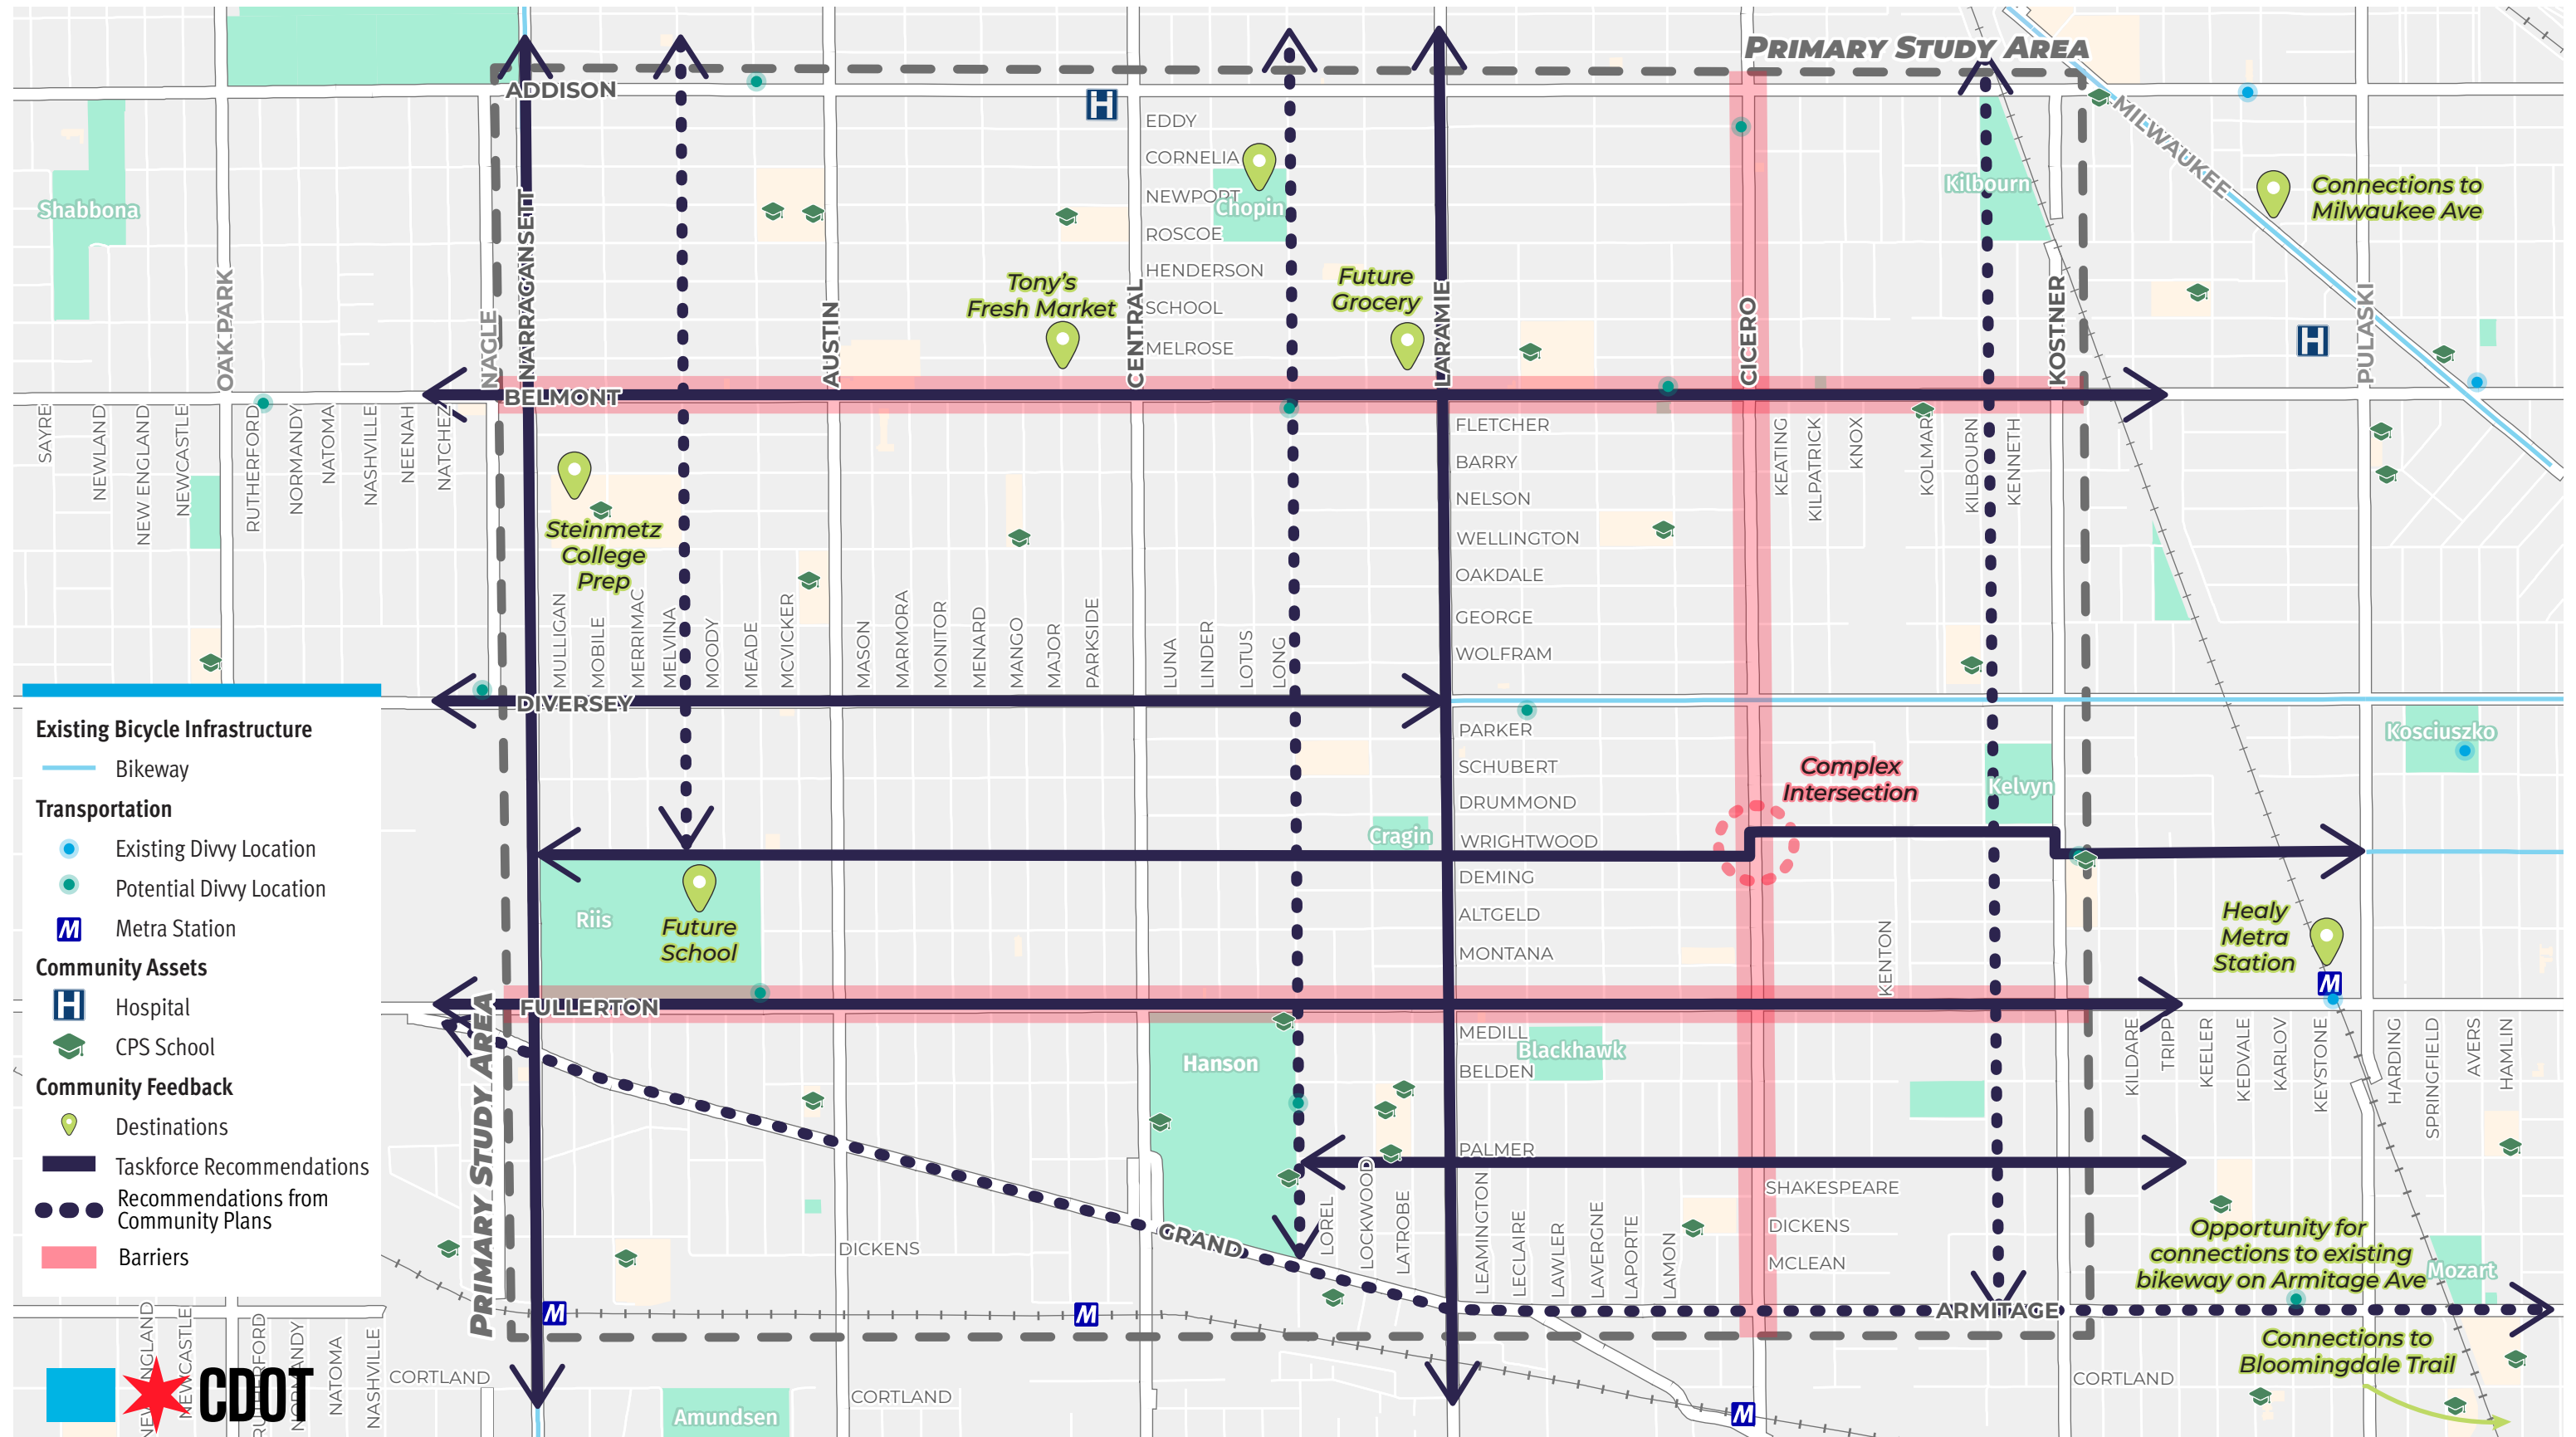 PRIMARY STUDY AREA
ADDISON
EDDY
CORNELIA
NEWPORT
Chopin
ROSCOE
HENDERSON
SCHOOL
MELROSE
Shabbona
Kilbourn
MILWAUKEE
Connections to
Milwaukee Ave
OAK PARK
NAGLE
NARRAGANSETT
AUSTIN
CENTRAL
LARAMIE
CICERO
KOSTNER
PULASKI
Tony's
Fresh Market
Future
Grocery
BELMONT
SAYRE
NEWLAND
NEW ENGLAND
NEWCASTLE
RUTHERFORD
NORMANDY
NATOMA
NASHVILLE
NEENAH
NATCHEZ
FLETCHER
BARRY
NELSON
WELLINGTON
OAKDALE
GEORGE
WOLFRAM
KEATING
KILPATRICK
KNOX
KOLMAR
KILBOURN
KENNETH
Steinmetz
College
Prep
MULLIGAN
MOBILE
MERRIMAC
MELVINA
MOODY
MEADE
MCVICKER
MASON
MARMORA
MONITOR
MENARD
MANGO
MAJOR
PARKSIDE
LUNA
LINDER
LOTUS
LONG
DIVERSEY
PARKER
SCHUBERT
DRUMMOND
WRIGHTWOOD
DEMING
ALTGELD
MONTANA
Complex
Intersection
Kelvyn
Kosciuszko
Cragin
Riis
Future
School
KENTON
Healy
Metra
Station
M
FULLERTON
PRIMARY STUDY AREA
Hanson
MEDILL
BELDEN
Blackhawk
PALMER
KILDARE
TRIPP
KEELER
KEDVALE
KARLOV
KEYSTONE
HARDING
SPRINGFIELD
AVERS
HAMLIN
GRAND
DICKENS
LOREL
LOCKWOOD
LATROBE
LEAMINGTON
LECLAIRE
LAWLER
LAVERGNE
LAPORTE
LAMON
SHAKESPEARE
DICKENS
MCLEAN
Opportunity for
connections to existing
bikeway on Armitage Ave
Mozart
ARMITAGE
M
M
M
Connections to
Bloomingdale Trail
CORTLAND
CORTLAND
CORTLAND
Amundsen
Existing Bicycle Infrastructure
Bikeway
Transportation
Existing Divvy Location
Potential Divvy Location
M Metra Station
Community Assets
H Hospital
CPS School
Community Feedback
Destinations
Taskforce Recommendations
Recommendations from
Community Plans
Barriers
NEWCASTLE
RUTHERFORD
NORMANDY
NATOMA
NASHVILLE
CDOT
H
H